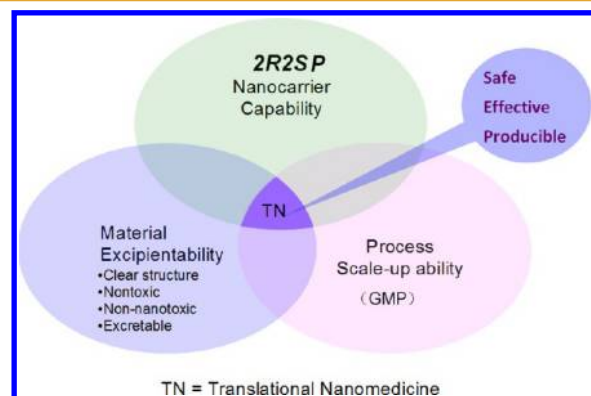 2R2SP
Nanocarrier
Capability
Safe
Effective
Producible
TN
Material
Excipientability
•Clear structure
•Nontoxic
•Non-nanotoxic
•Excretable
Process
Scale-up ability
（GMP）
TN = Translational Nanomedicine